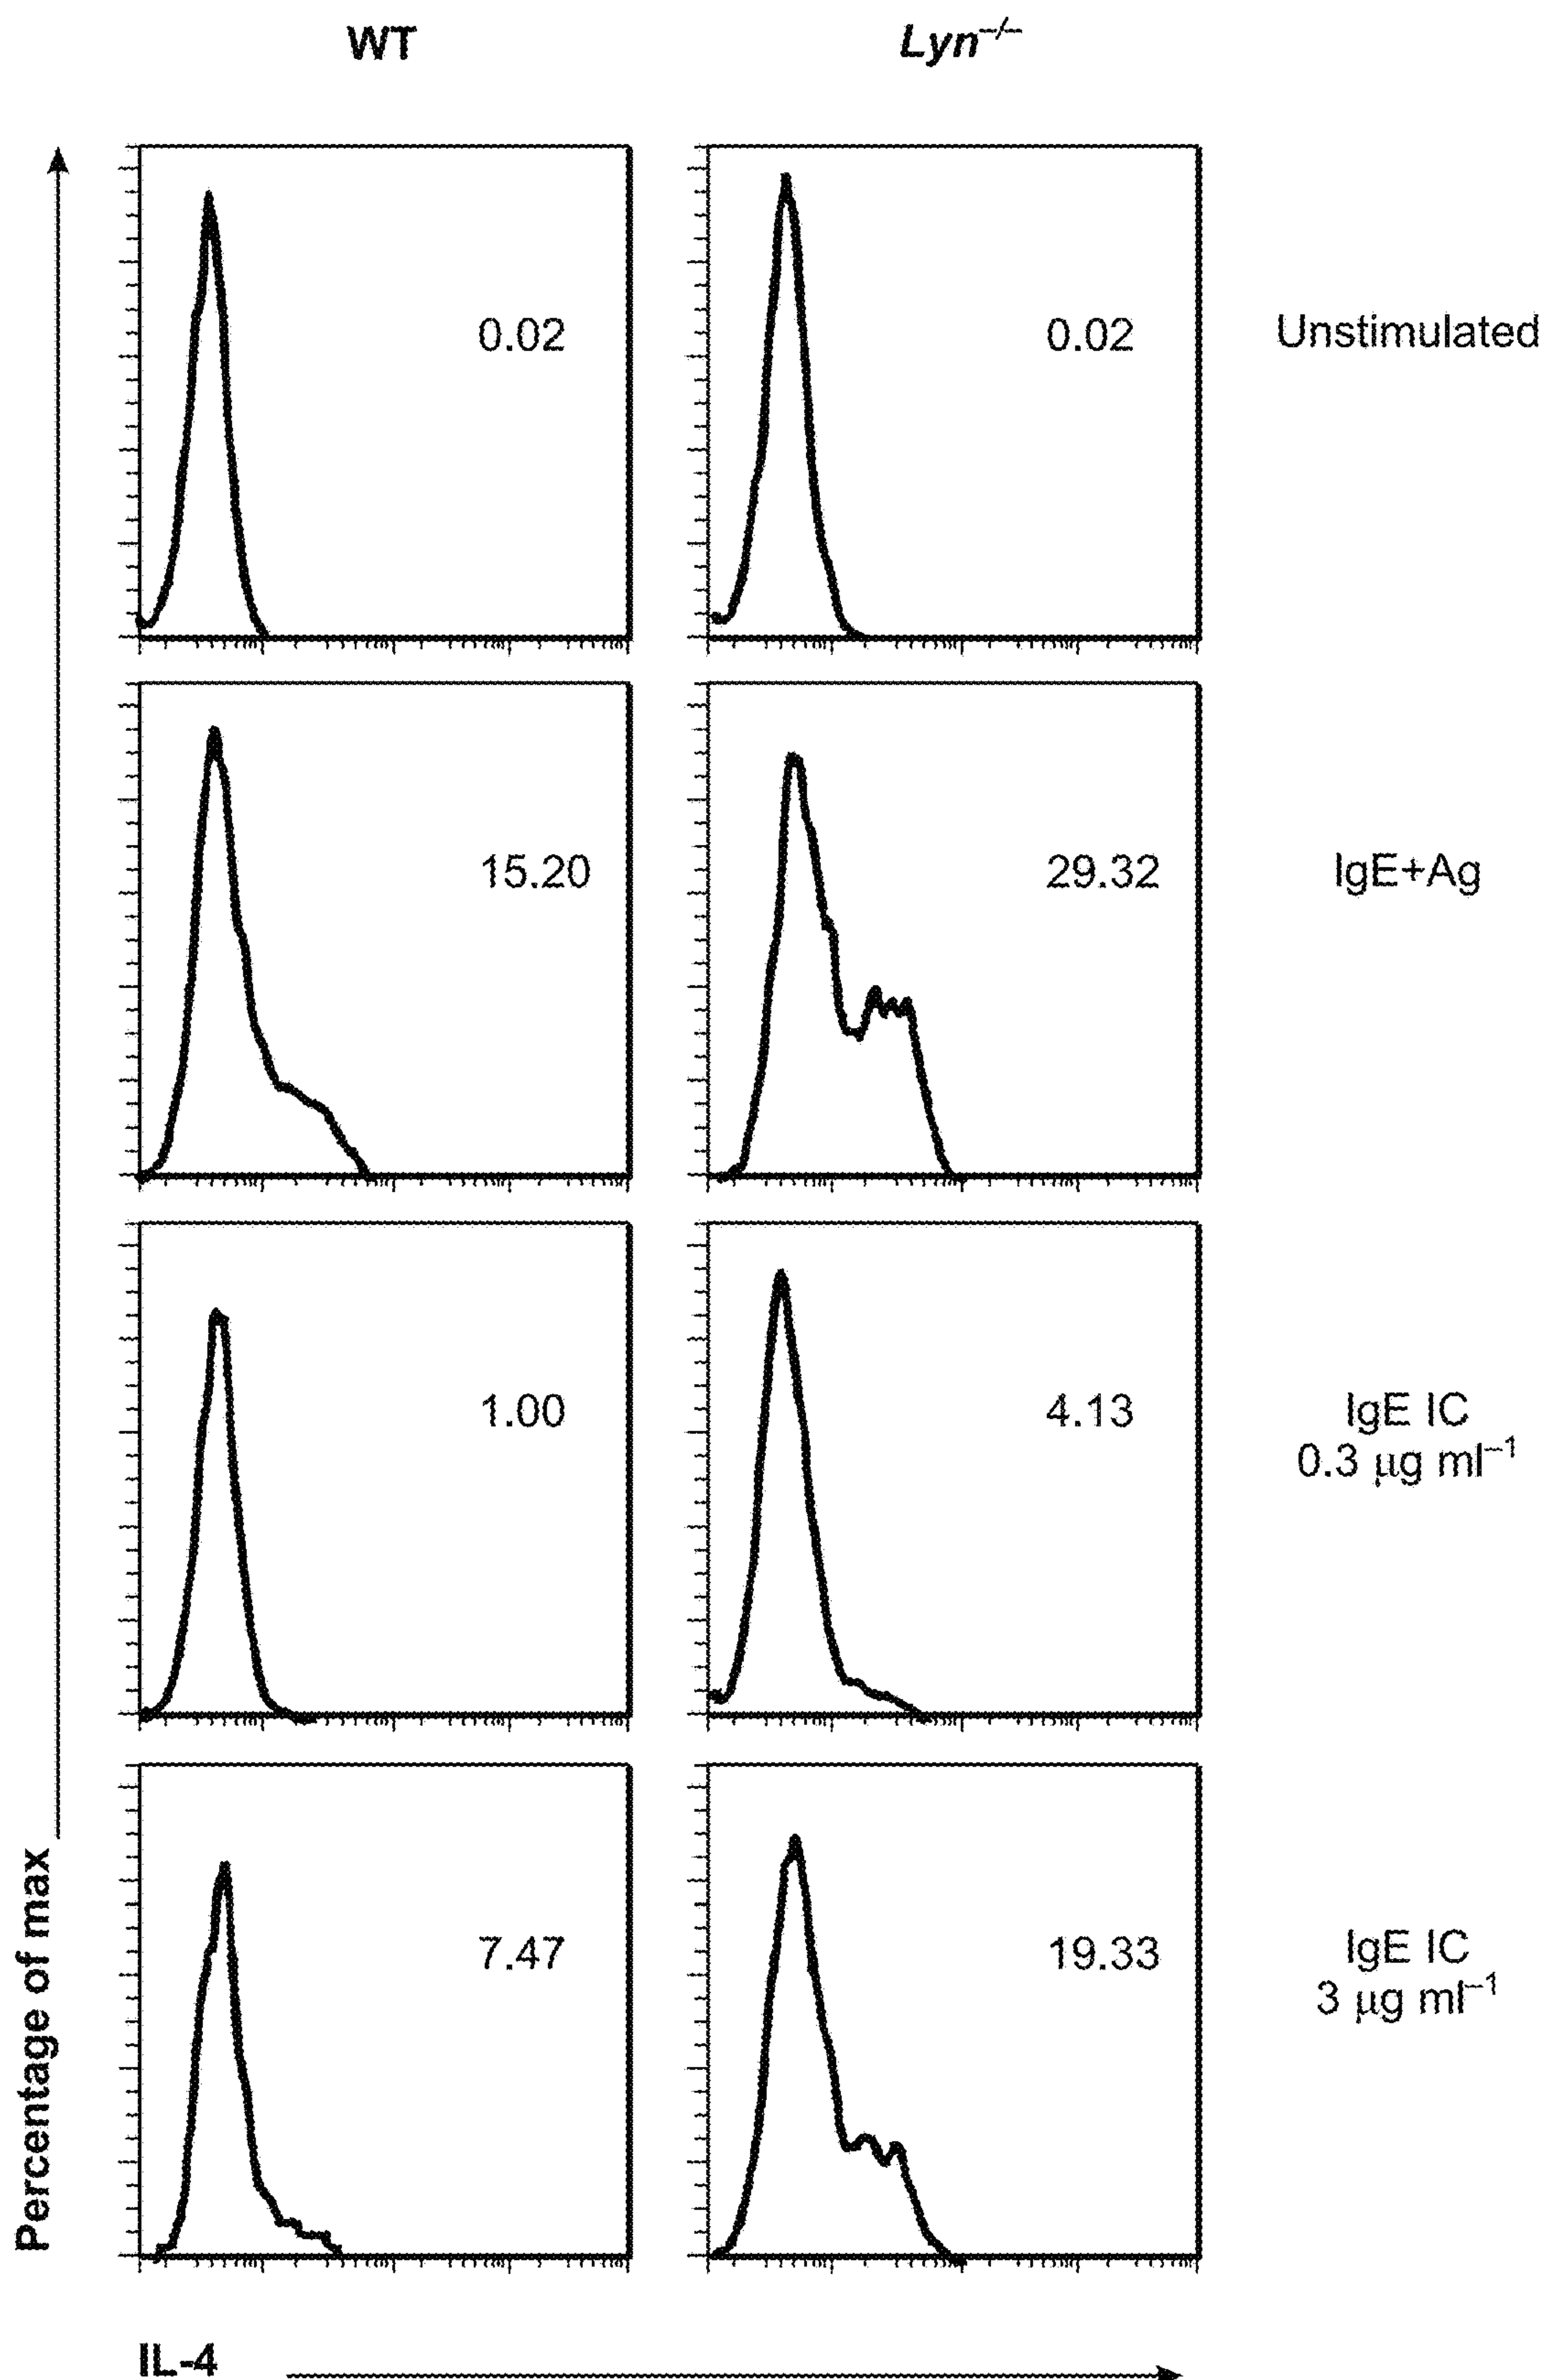 WT Lyn–/–
0.02 0.02 Unstimulated
15.20 29.32 IgE+Ag
1.00 4.13 IgE IC
0.3 µg ml–1
7.47 19.33 IgE IC
3 µg ml–1
Percentage of max
IL-4